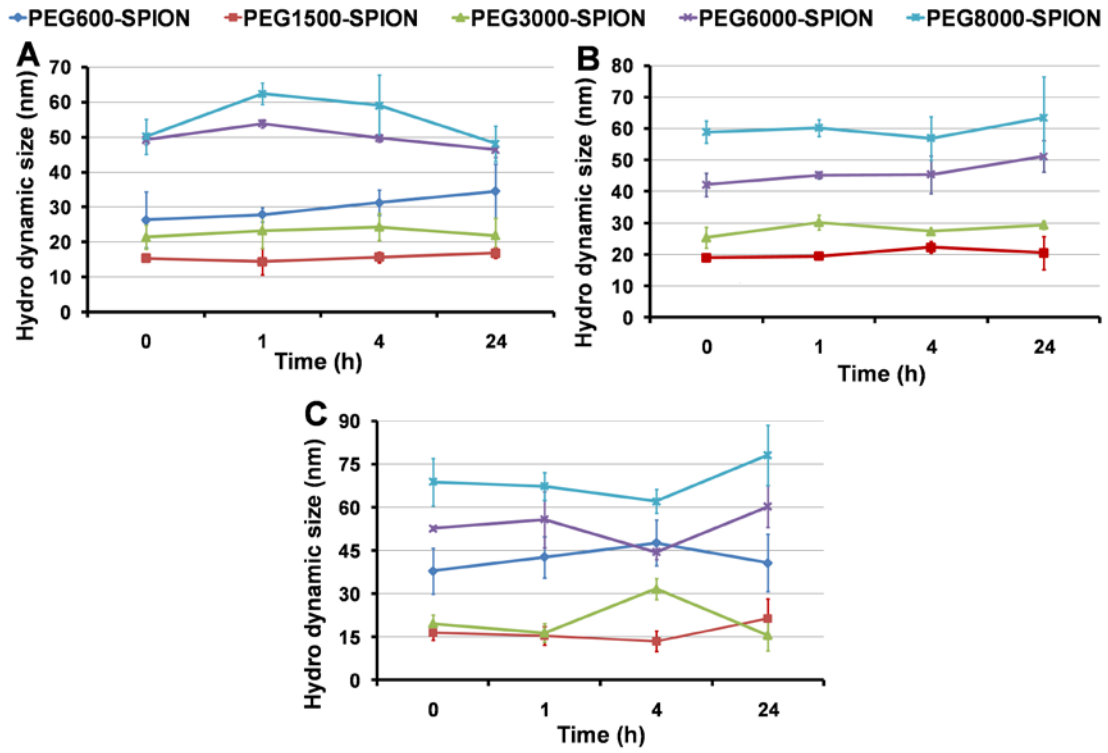 PEG600-SPION PEG1500-SPION PEG3000-SPION PEG6000-SPION PEG8000-SPION
A
Hydro dynamic size (nm)
70
60
50
40
30
20
10
0
0 1 4 24
Time (h)
B
Hydro dynamic size (nm)
80
70
60
50
40
30
20
10
0
0 1 4 24
Time (h)
C
Hydro dynamic size (nm)
90
75
60
45
30
15
0
0 1 4 24
Time (h)